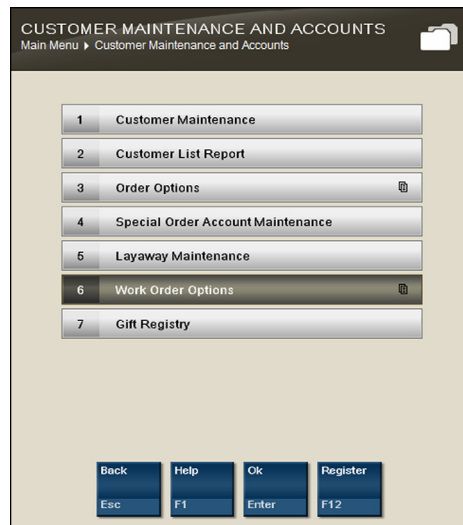 CUSTOMER MAINTENANCE AND ACCOUNTS
Main Menu Customer Maintenance and Accounts
1 Customer Maintenance
2 Customer List Report
3 Order Options
4 Special Order Account Maintenance
5 Layaway Maintenance
6 Work Order Options
7 Gift Registry
Back Help Ok Register
Esc F1 Enter F12